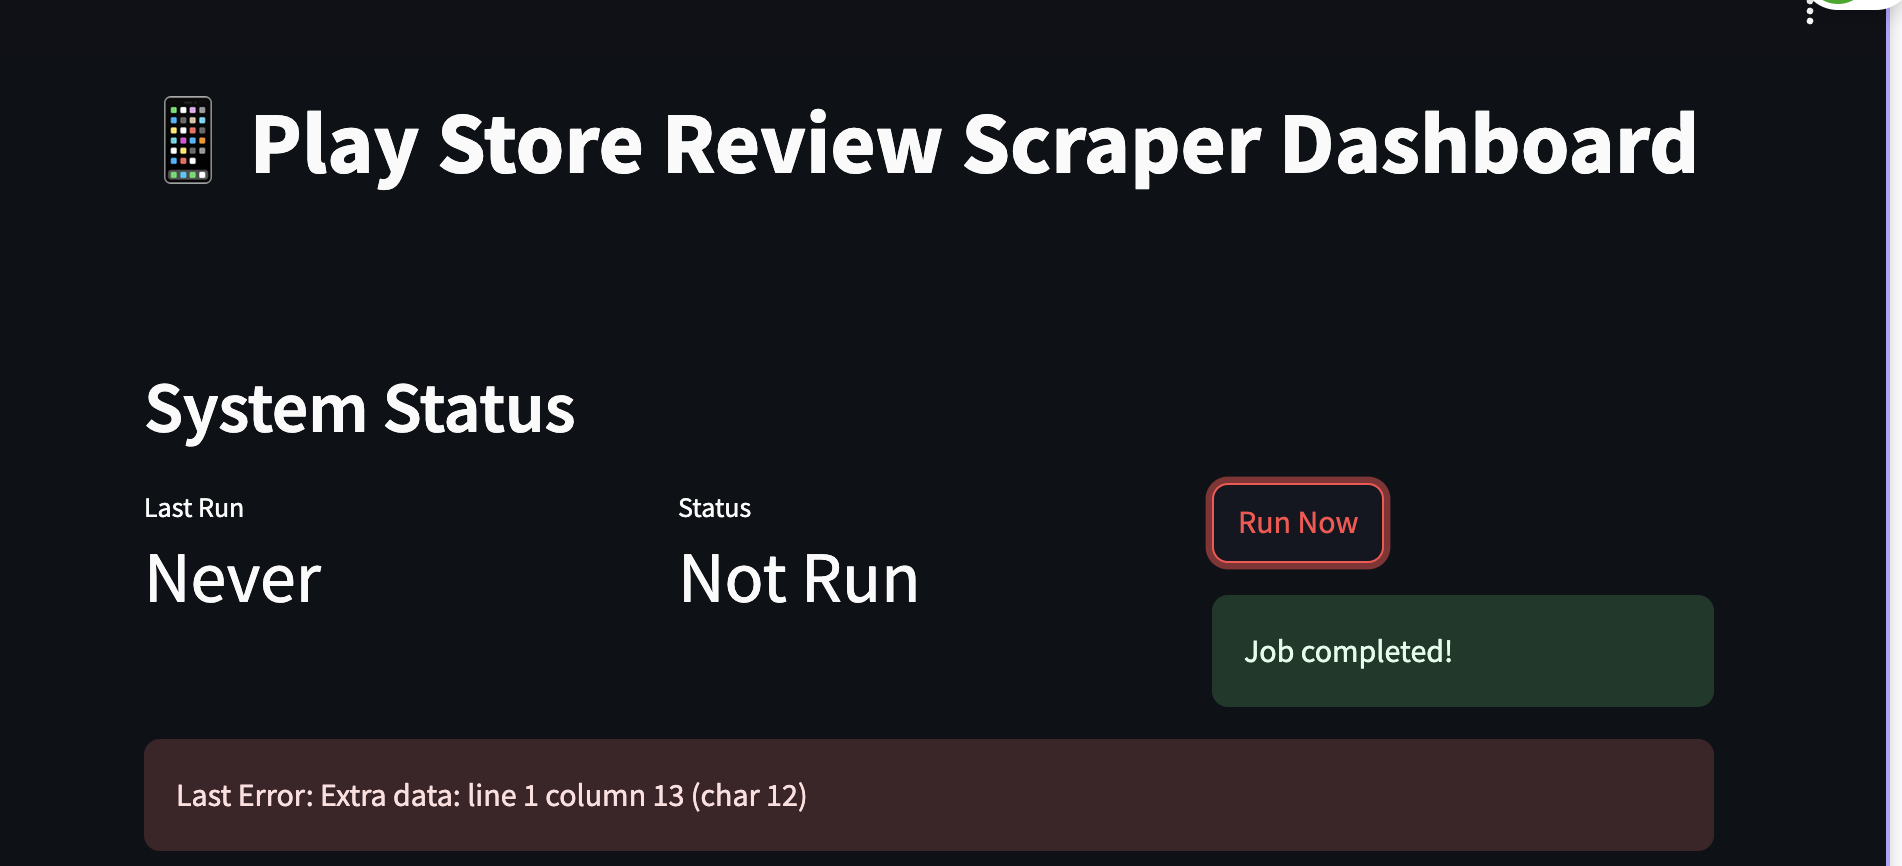 Play Store Review Scraper Dashboard
System Status
Last Run
Never
Status
Not Run
Run Now
Job completed!
Last Error: Extra data: line 1 column 13 (char 12)